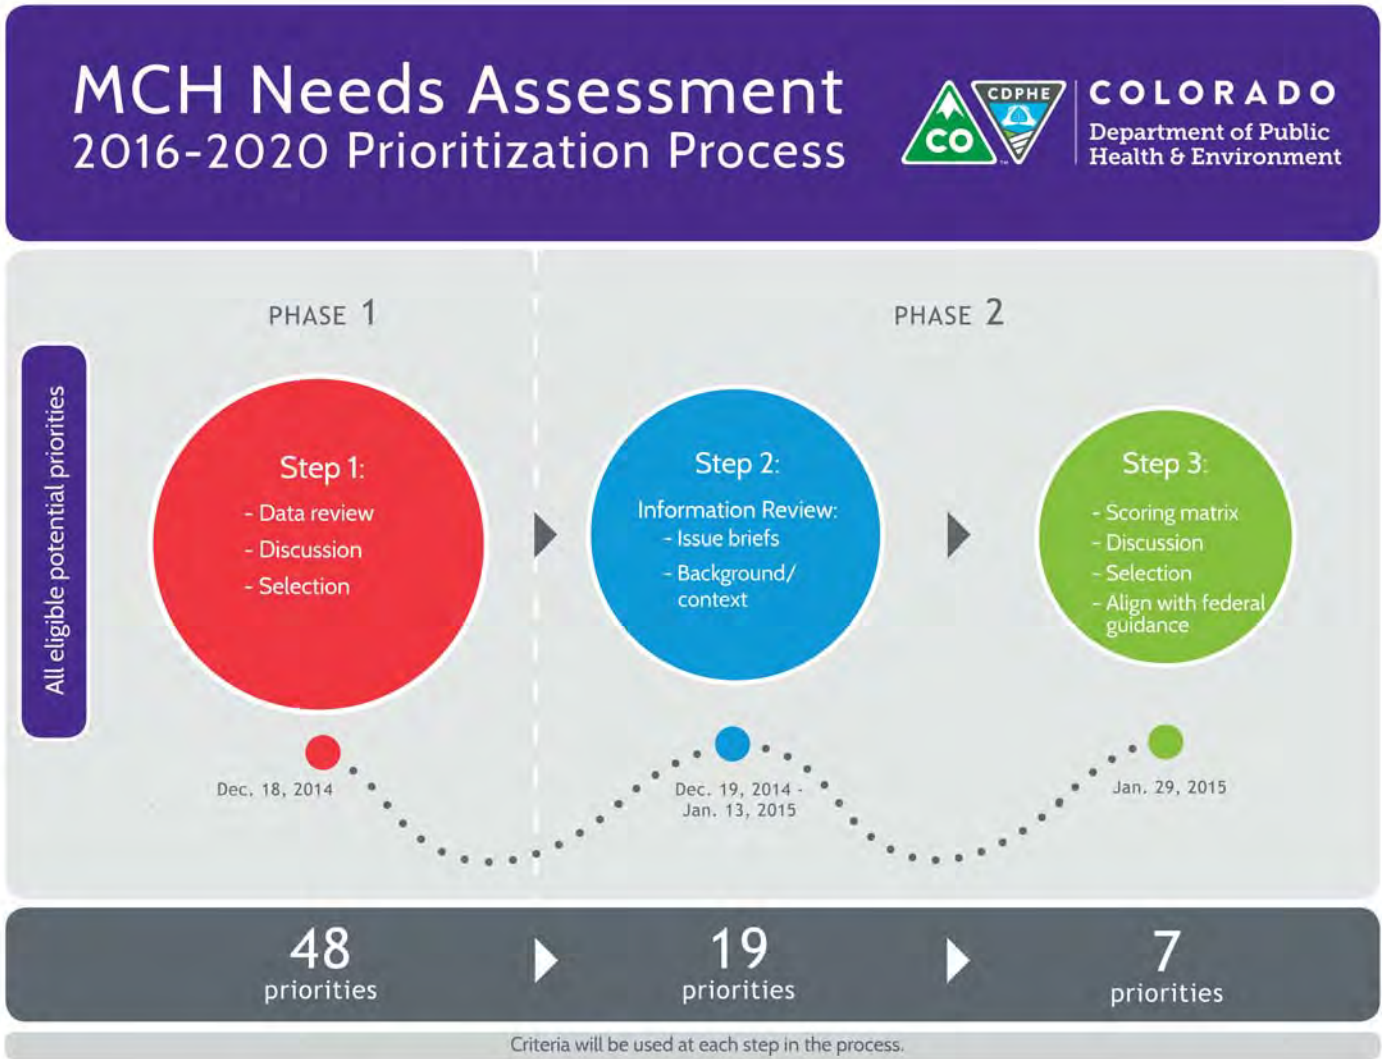 MCH Needs Assessment
2016-2020 Prioritization Process
CO
TM
CDPHE
COLORADO
Department of Public
Health & Environment
PHASE 1
PHASE 2
All eligible potential priorities
Step 1:
- Data review
- Discussion
- Selection
Step 2:
Information Review:
- Issue briefs
- Background/
context
Step 3:
- Scoring matrix
- Discussion
- Selection
- Align with federal
guidance
Dec. 18, 2014
Dec. 19, 2014 -
Jan. 13, 2015
Jan. 29, 2015
48
priorities
19
priorities
7
priorities
Criteria will be used at each step in the process.